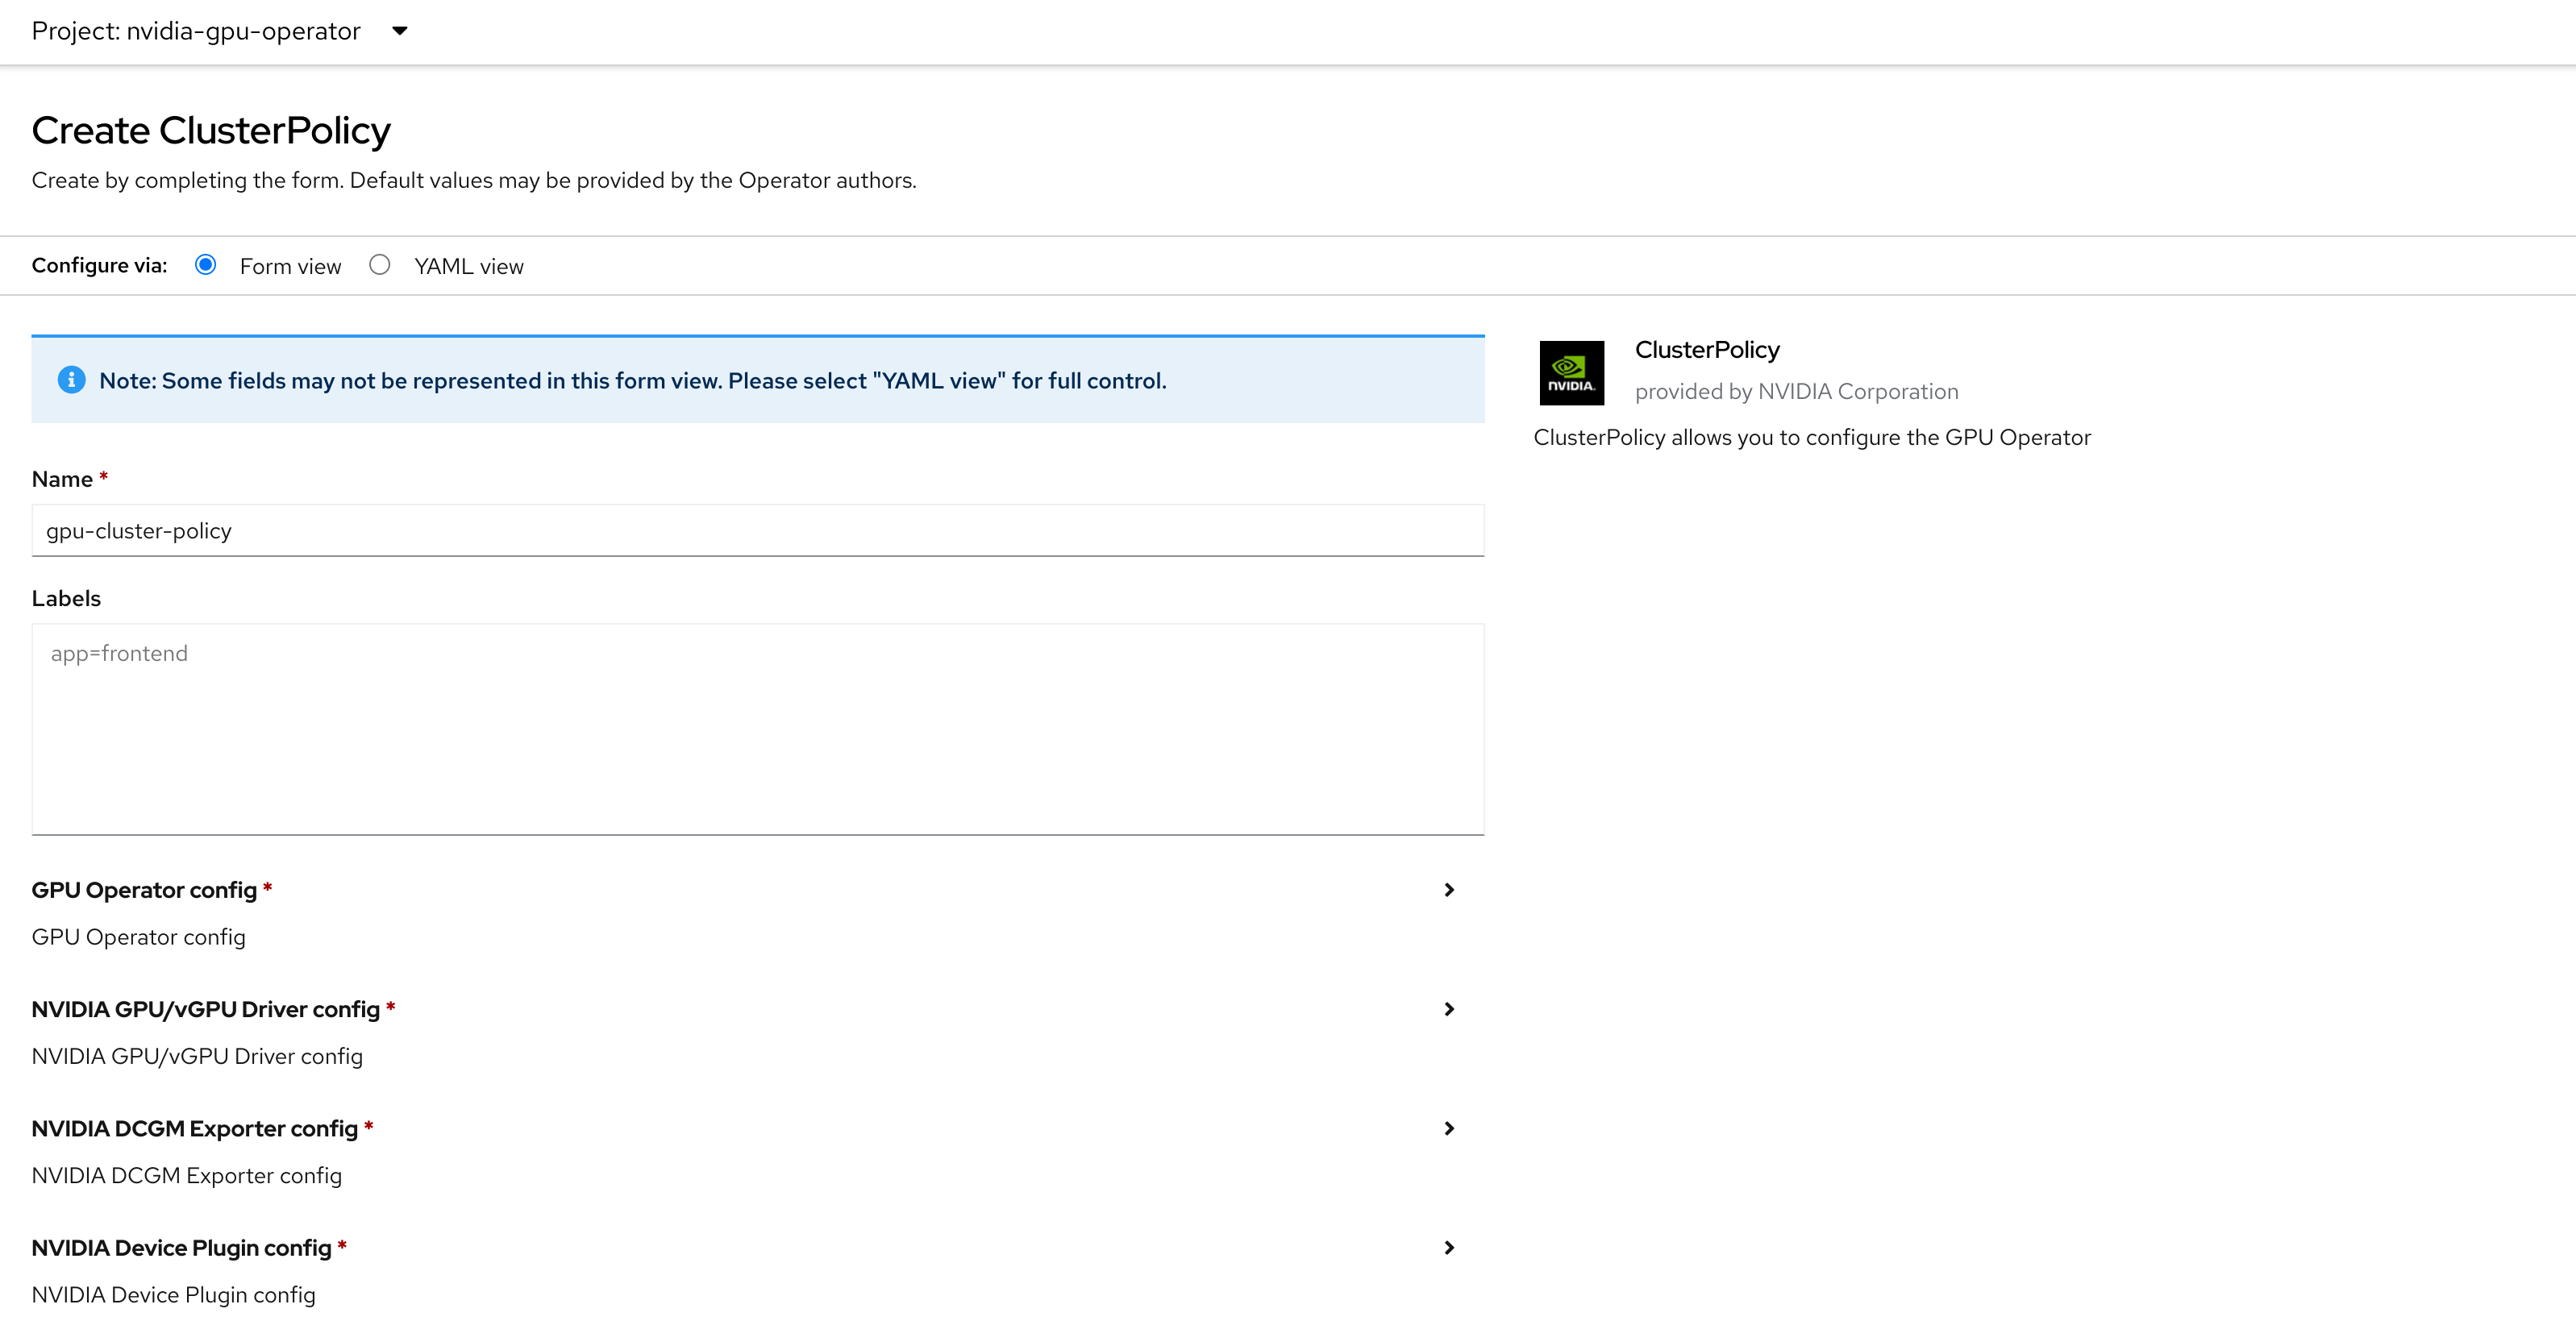 Project: nvidia-gpu-operator
Create ClusterPolicy
Create by completing the form. Default values may be provided by the Operator authors.
Configure via: Form view YAML view
Note: Some fields may not be represented in this form view. Please select "YAML view" for full control.
Name *
gpu-cluster-policy
Labels
app=frontend
GPU Operator config *
GPU Operator config
NVIDIA GPU/vGPU Driver config *
NVIDIA GPU/vGPU Driver config
NVIDIA DCGM Exporter config *
NVIDIA DCGM Exporter config
NVIDIA Device Plugin config *
NVIDIA Device Plugin config
NVIDIA.
ClusterPolicy
provided by NVIDIA Corporation
ClusterPolicy allows you to configure the GPU Operator